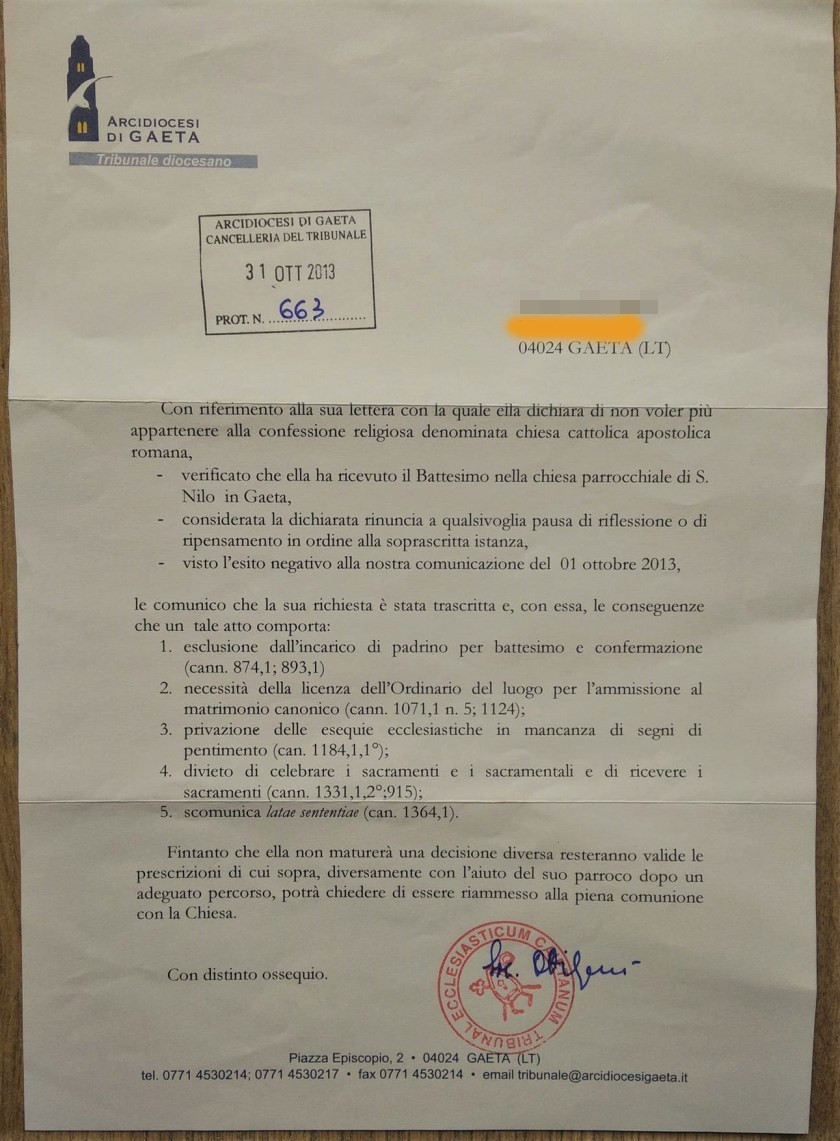 ARCIDIOCESI
DI GAETA
Tribunale diocesano
ARCIDIOCESI DI GAETA
CANCELLERIA DEL TRIBUNALE
31 OTT 2013
PROT. N. 663
04024 GAETA (LT)
Con riferimento alla sua lettera con la quale ella dichiara di non voler più
appartenere alla confessione religiosa denominata chiesa cattolica apostolica
romana,
- verificato che ella ha ricevuto il Battesimo nella chiesa parrocchiale di S.
Nilo in Gaeta,
- considerata la dichiarata rinuncia a qualsivoglia pausa di riflessione o di
ripensamento in ordine alla soprascritta istanza,
- visto l'esito negativo alla nostra comunicazione del 01 ottobre 2013,
le comunico che la sua richiesta è stata trascritta e, con essa, le conseguenze
che un tale atto comporta:
1. esclusione dall'incarico di padrino per battesimo e confermazione
(cann. 874,1; 893,1)
2. necessità della licenza dell'Ordinario del luogo per l'ammissione al
matrimonio canonico (cann. 1071,1 n. 5; 1124);
3. privazione delle esequie ecclesiastiche in mancanza di segni di
pentimento (can. 1184,1,1°);
4. divieto di celebrare i sacramenti e i sacramentali e di ricevere i
sacramenti (cann. 1331,1,2°;915);
5. scomunica latae sententiae (can. 1364,1).
Fintanto che ella non maturerà una decisione diversa resteranno valide le
prescrizioni di cui sopra, diversamente con l'aiuto del suo parroco dopo un
adeguato percorso, potrà chiedere di essere riammesso alla piena comunione
con la Chiesa.
Con distinto ossequio.
TRIBUNAL ECCLESIASTICUM
Piazza Episcopio, 2 • 04024 GAETA (LT)
tel. 0771 4530214; 0771 4530217 • fax 0771 4530214 • email tribunale@arcidiocesigaeta.it